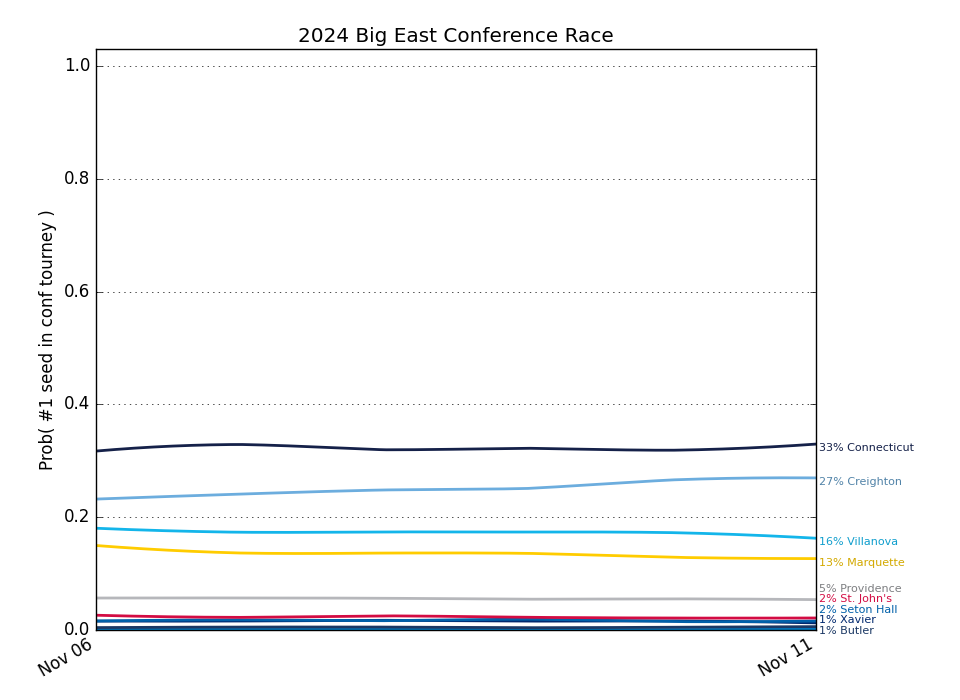 2024 Big East Conference Race
1.0
0.8
0.6
0.4
0.2
0.0
Prob( #1 seed in conf tourney )
33% Connecticut
27% Creighton
16% Villanova
13% Marquette
5% Providence
2% St. John's
2% Seton Hall
1% Xavier
1% Butler
Nov 06
Nov 11